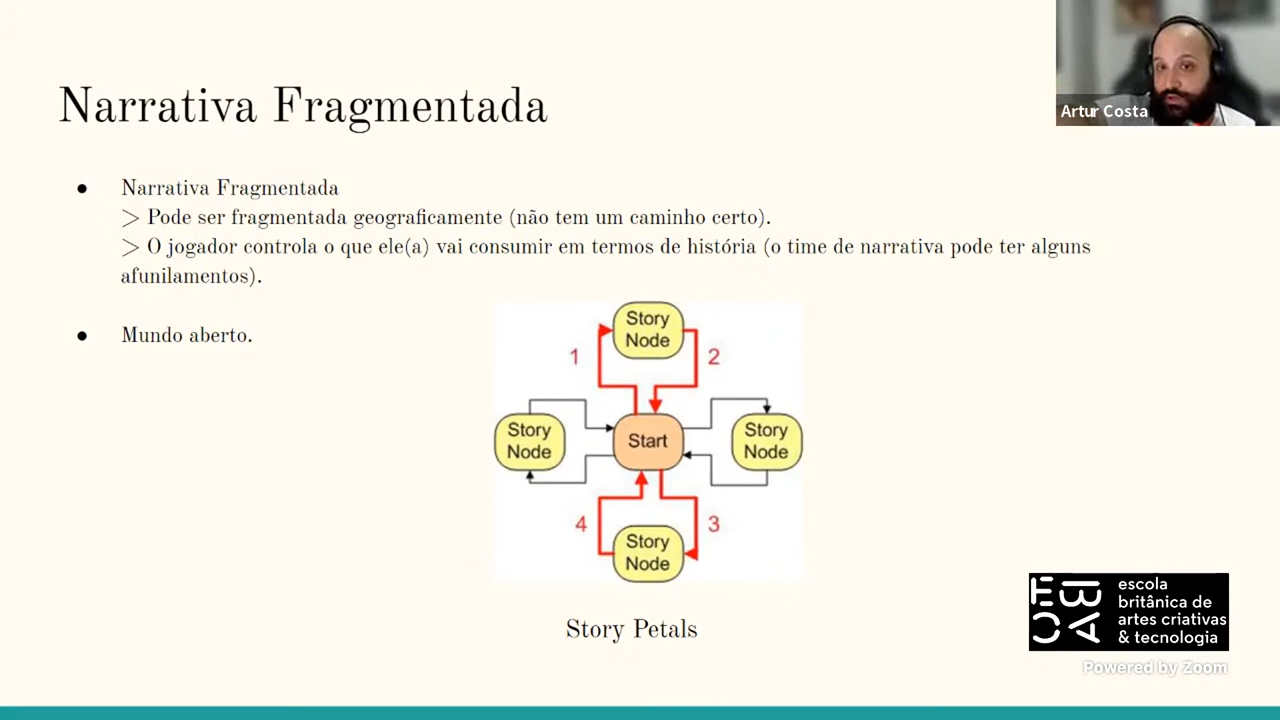 Narrativa Fragmentada
Artur Costa
● Narrativa Fragmentada
> Pode ser fragmentada geograficamente (não tem um caminho certo).
> O jogador controla o que ele(a) vai consumir em termos de história (o time de narrativa pode ter alguns
afunilamentos).
● Mundo aberto.
Story
Node
1
2
Story
Node
Start
Story
Node
4
3
Story
Node
Story Petals
EBAC
escola
britânica de
artes criativas
& tecnologia
Powered by Zoom